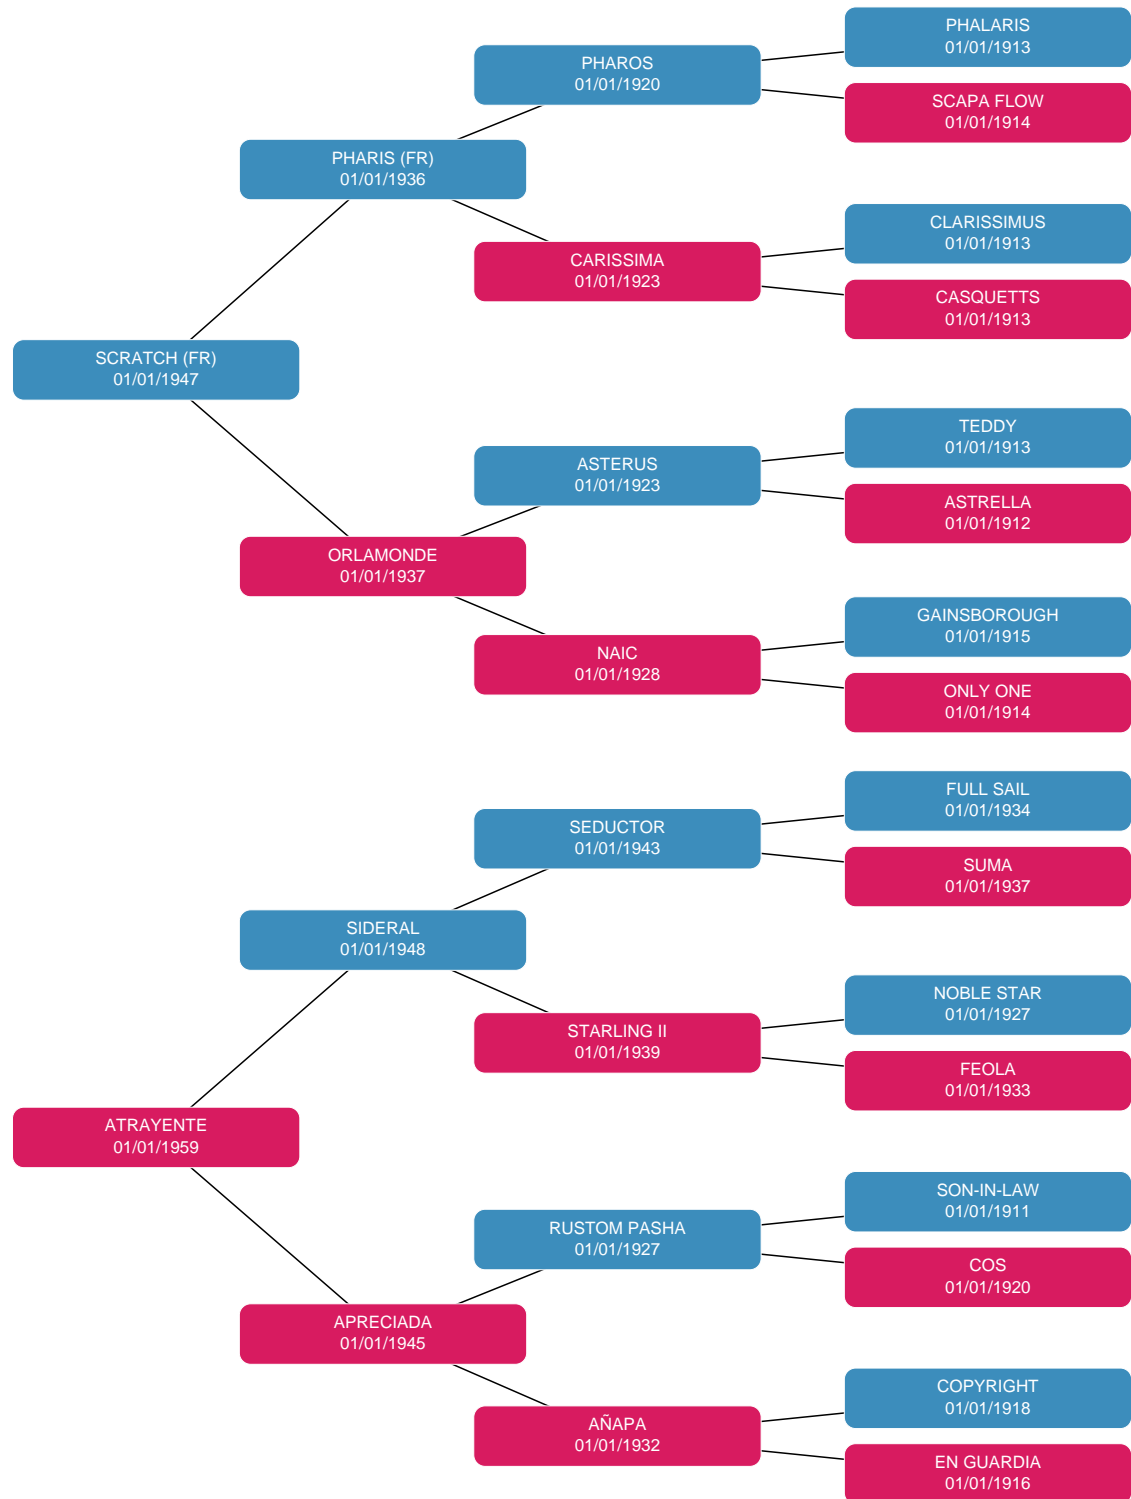 PHALARIS
01/01/1913
PHAROS
01/01/1920
SCAPA FLOW
01/01/1914
PHARIS (FR)
01/01/1936
CLARISSIMUS
01/01/1913
CARISSIMA
01/01/1923
CASQUETTS
01/01/1913
SCRATCH (FR)
01/01/1947
TEDDY
01/01/1913
ASTERUS
01/01/1923
ASTRELLA
01/01/1912
ORLAMONDE
01/01/1937
GAINSBOROUGH
01/01/1915
NAIC
01/01/1928
ONLY ONE
01/01/1914
FULL SAIL
01/01/1934
SEDUCTOR
01/01/1943
SUMA
01/01/1937
SIDERAL
01/01/1948
NOBLE STAR
01/01/1927
STARLING II
01/01/1939
FEOLA
01/01/1933
ATRAYENTE
01/01/1959
SON-IN-LAW
01/01/1911
RUSTOM PASHA
01/01/1927
COS
01/01/1920
APRECIADA
01/01/1945
COPYRIGHT
01/01/1918
AÑAPA
01/01/1932
EN GUARDIA
01/01/1916